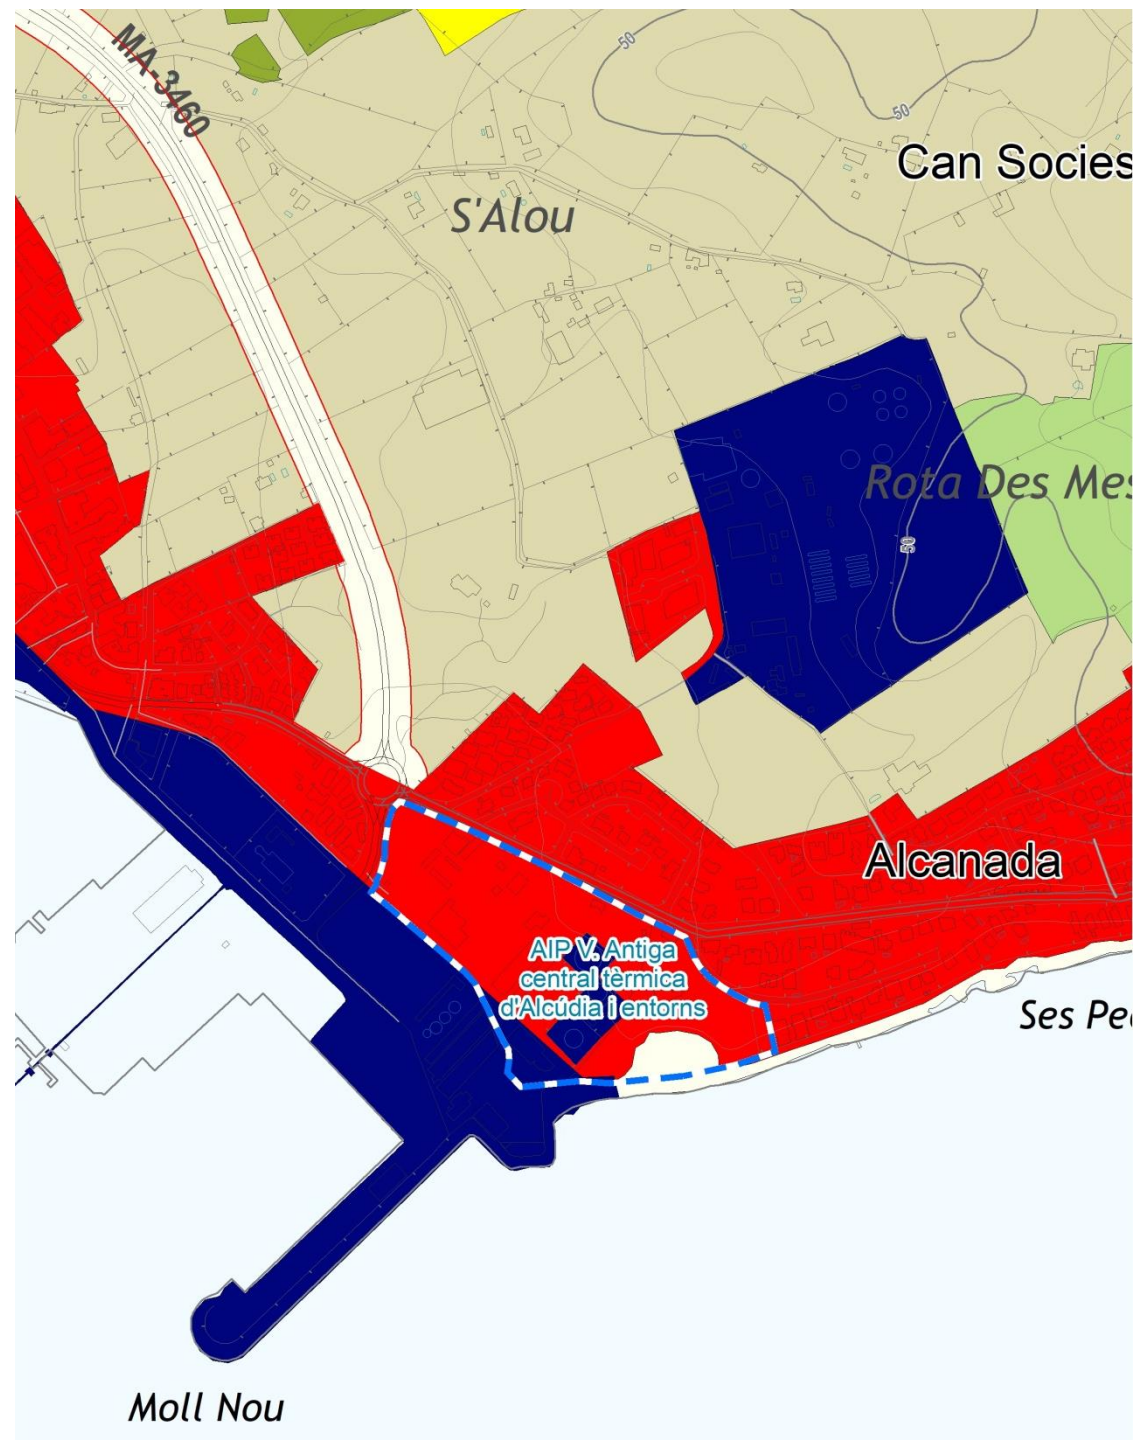 MA-3460
50
50
Can Socies
S'Alou
Rota Des Mes
50
Alcanada
AIP V. Antiga
central tèrmica
d'Alcúdia i entorns
Ses Pe
Moll Nou